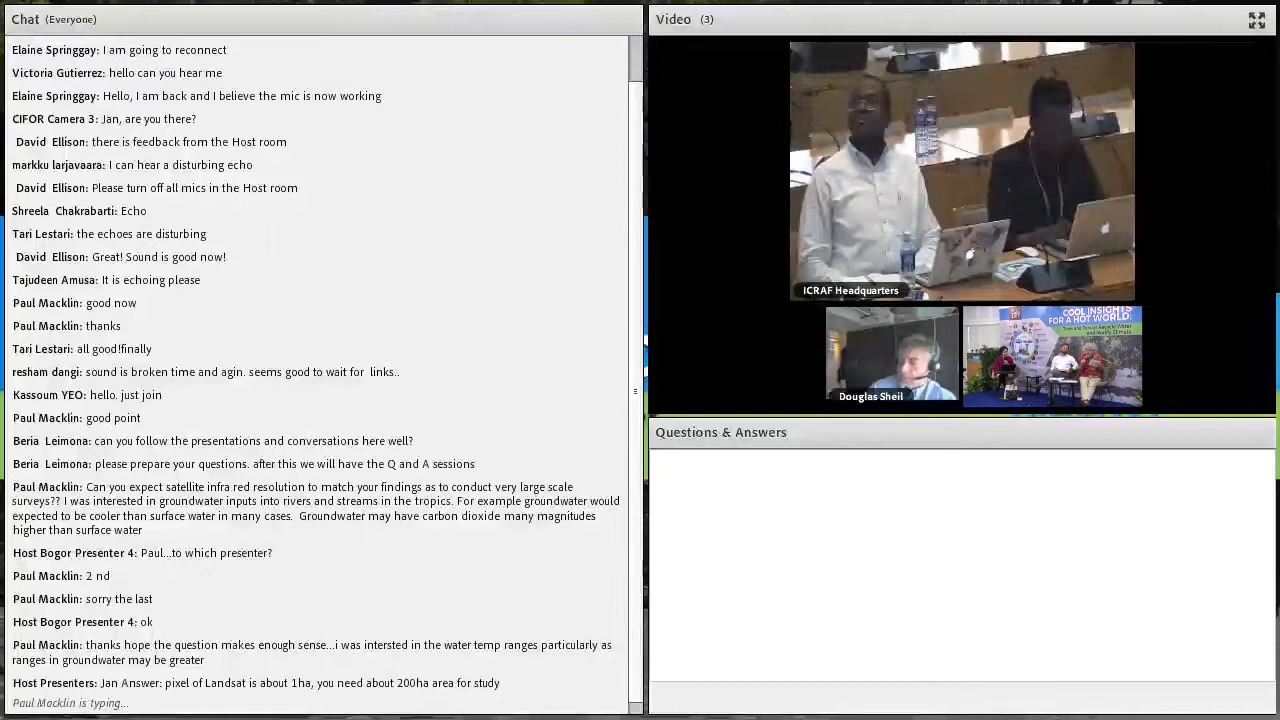 Chat (Everyone)
Elaine Springgay: I am going to reconnect
Victoria Gutierrez: hello can you hear me
Elaine Springgay: Hello, I am back and I believe the mic is now working
CIFOR Camera 3: Jan, are you there?
David Ellison: there is feedback from the Host room
markku larjavara: I can hear a disturbing echo
David Ellison: Please turn off all mics in the Host room
Shreela Chakrabarti: Echo
Tari Lestari: the echoes are disturbing
David Ellison: Great! Sound is good now!
Tajudeen Amusa: It is echoing please
Paul Macklin: good now
Paul Macklin: thanks
Tari Lestari: all good!finally
resham dangi: sound is broken time and agin. seems good to wait for links..
Kassoum YEO: hello. just join
Paul Macklin: good point
Beria Leimona: can you follow the presentations and conversations here well?
Beria Leimona: please prepare your questions. after this we will have the Q and A sessions
Paul Macklin: Can you expect satellite infra red resolution to match your findings as to conduct very large scale
surveys?? I was interested in groundwater inputs into rivers and streams in the tropics. For example groundwater would
expected to be cooler than surface water in many cases. Groundwater may have carbon dioxide many magnitudes
higher than surface water
Host Bogor Presenter 4: Paul...to which presenter?
Paul Macklin: 2 nd
Paul Macklin: sorry the last
Host Bogor Presenter 4: ok
Paul Macklin: thanks hope the question makes enough sense...i was intersted in the water temp ranges particularly as
ranges in groundwater may be greater
Host Presenters: Jan Answer: pixel of Landsat is about 1ha, you need about 200ha area for study
Paul Macklin is typing...
Video (3)
ICRAF Headquarters
Douglas Sheil
COOL INSIGHTS
FOR A HOT WORLD:
Trees and Forests Recycle Water
and Modify Climate
Questions & Answers